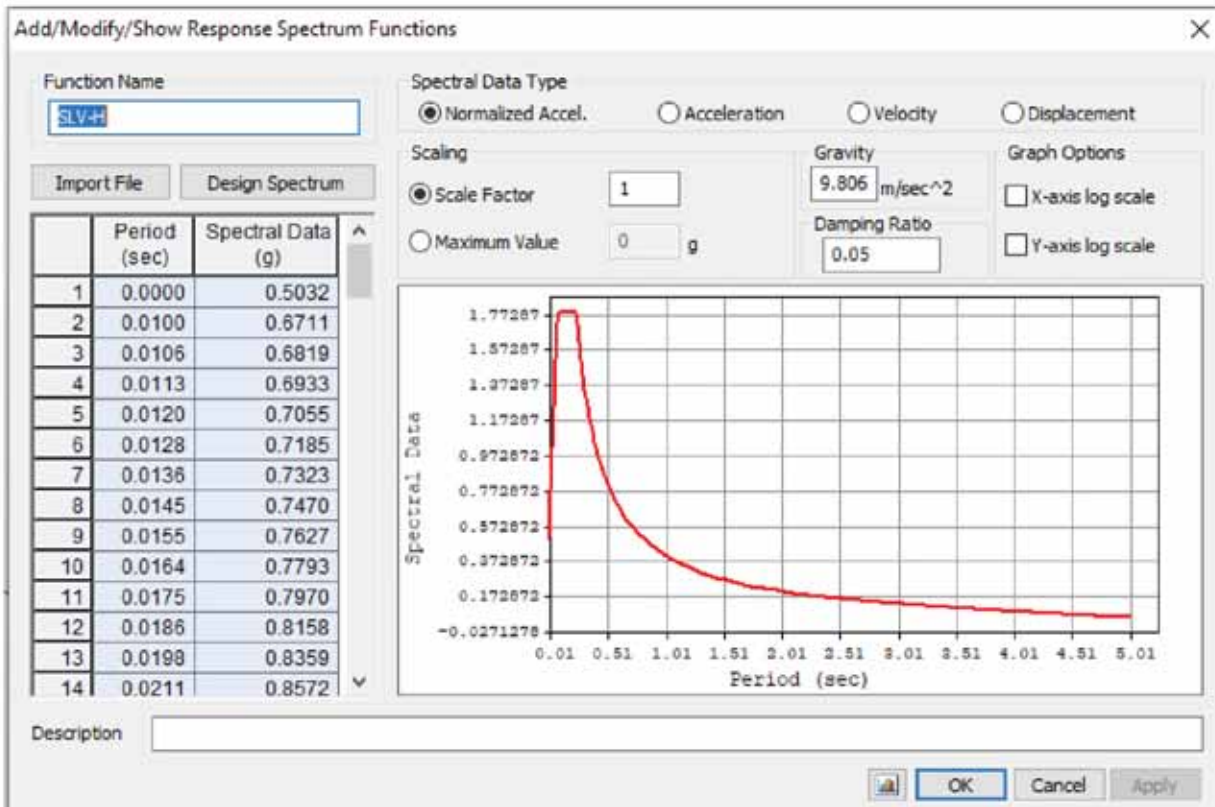 Add/Modify/Show Response Spectrum Functions
Function Name
SLV-H
Import File
Design Spectrum
Period (sec) Spectral Data (g)
1 0.0000 0.5032
2 0.0100 0.6711
3 0.0106 0.6819
4 0.0113 0.6933
5 0.0120 0.7055
6 0.0128 0.7185
7 0.0136 0.7323
8 0.0145 0.7470
9 0.0155 0.7627
10 0.0164 0.7793
11 0.0175 0.7970
12 0.0186 0.8158
13 0.0198 0.8359
14 0.0211 0.8572
Spectral Data Type
Normalized Accel. Acceleration Velocity Displacement
Scaling
Scale Factor 1
Maximum Value 0 g
Gravity
9.806 m/sec^2
Damping Ratio
0.05
Graph Options
X-axis log scale
Y-axis log scale
Spectral Data
1.77287
1.57287
1.37287
1.17287
0.972872
0.772872
0.572872
0.372872
0.172872
-0.0271278
0.01 0.51 1.01 1.51 2.01 2.51 3.01 3.51 4.01 4.51 5.01
Period (sec)
Description
OK Cancel Apply